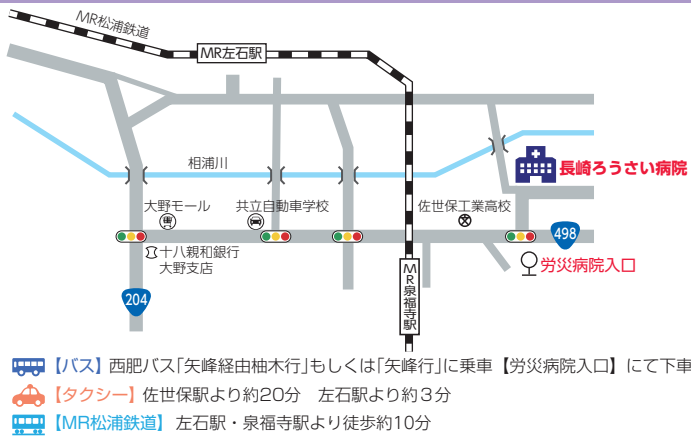 MR松浦鉄道
MR左石駅
相浦川
長崎ろうさい病院
大野モール
共立自動車学校
佐世保工業高校
498
十八親和銀行
大野支店
労災病院入口
MR泉福寺駅
204
【バス】西肥バス「矢峰経由柚木行」もしくは「矢峰行」に乗車【労災病院入口】にて下車
【タクシー】佐世保駅より約20分 左石駅より約3分
【MR松浦鉄道】左石駅・泉福寺駅より徒歩約10分